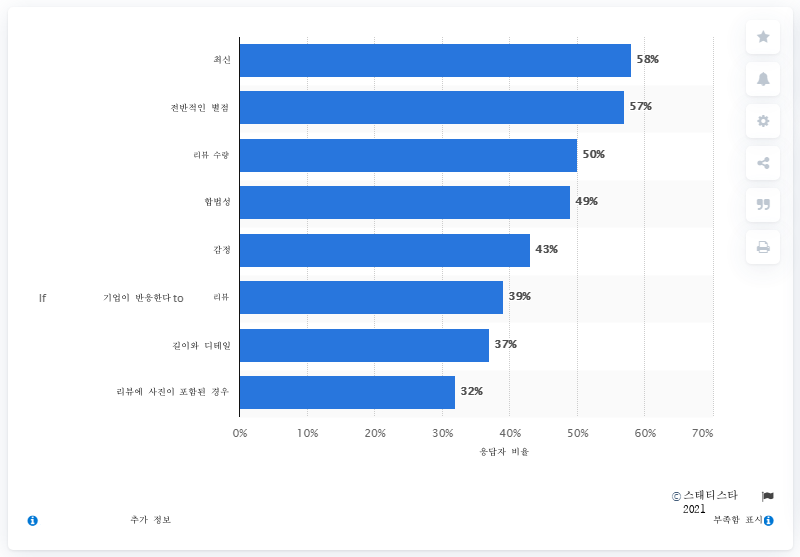 최신 58%
전반적인 별점 57%
리뷰 수량 50%
합법성 49%
감정 43%
If 기업이 반응한다 to 리뷰 39%
길이와 디테일 37%
리뷰에 사진이 포함된 경우 32%
0% 10% 20% 30% 40% 50% 60% 70%
응답자 비율
© 스태티스타
2021
추가 정보 부족함 표시